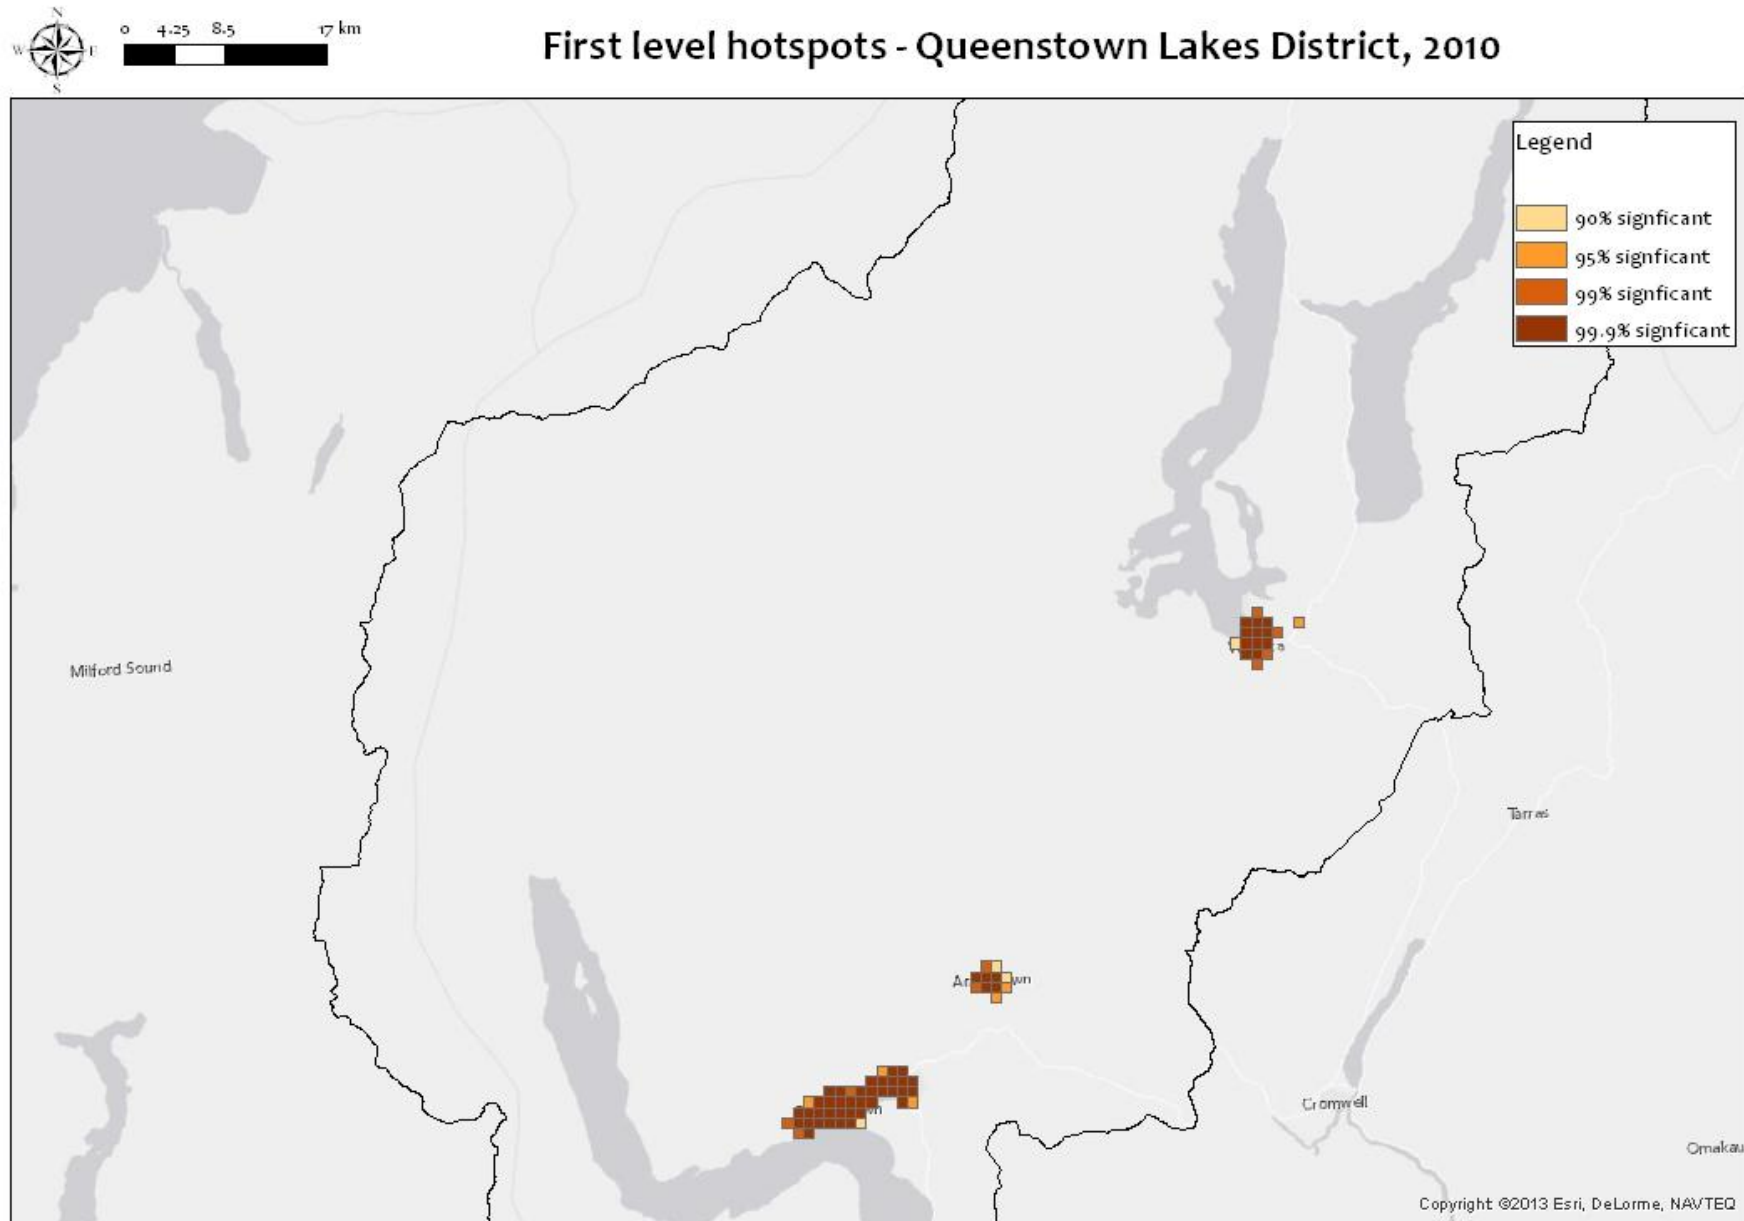 N
W E
S
0 4.25 8.5 17 km
First level hotspots - Queenstown Lakes District, 2010
Legend
90% signficant
95% signficant
99% signficant
99.9% signficant
Milford Sound
Tarras
Cromwell
Omakau
Copyright ©2013 Esri, DeLorme, NAVTEQ